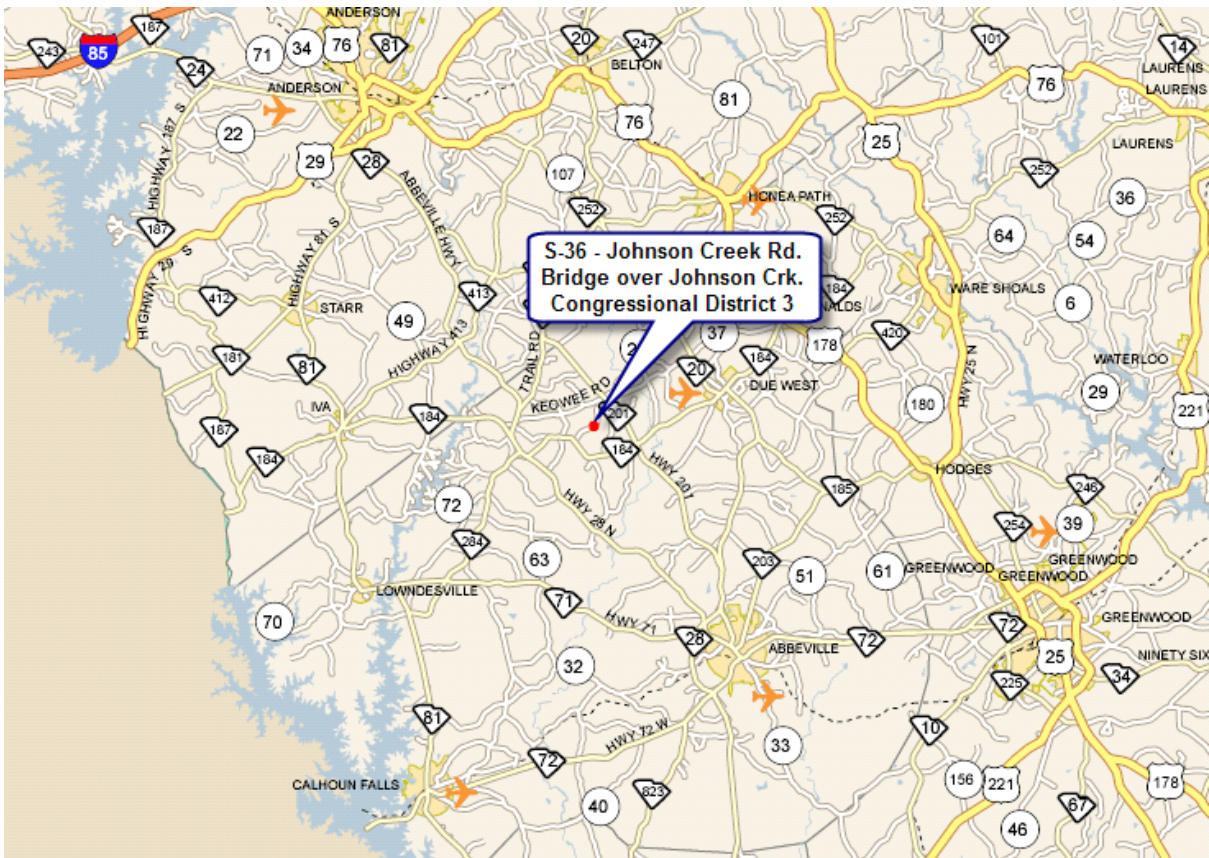 187
ANDERSON
20
247
101
14
243
85
71
34
76
81
BELTON
LAURENS
24
76
LAURENS
ANDERSON
81
22
HIGHWAY 187 S
76
25
LAURENS
29
28
107
252
ABBEVILLE HWY
HONEA PATH
36
187
252
252
64
54
HIGHWAY 29 S
HIGHWAY 81 S
S-36 - Johnson Creek Rd.
Bridge over Johnson Crk.
Congressional District 3
412
413
184
WARE SHOALS
STARR
49
NALDS
6
HIGHWAY 413
TRAIL RD
37
178
420
181
184
WATERLOO
81
20
HWY 25 N
KEOWEE RD
DUE WEST
29
IVA
184
201
180
221
187
184
184
HWY 201
HODGES
185
246
72
HWY 28 N
254
39
284
63
203
GREENWOOD
51
61
GREENWOOD
GREENWOOD
LOWNDESVILLE
71
70
HWY 71
28
72
72
GREENWOOD
ABBEVILLE
32
25
NINETY SIX
225
34
81
HWY 72 W
10
33
72
CALHOUN FALLS
823
156
221
178
40
67
46